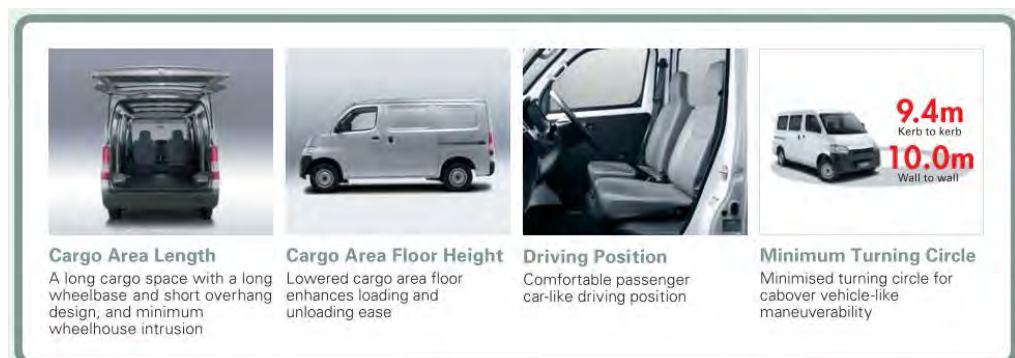 9.4m
Kerb to kerb
10.0m
Wall to wall
Cargo Area Length
A long cargo space with a long
wheelbase and short overhang
design, and minimum
wheelhouse intrusion
Cargo Area Floor Height
Lowered cargo area floor
enhances loading and
unloading ease
Driving Position
Comfortable passenger
car-like driving position
Minimum Turning Circle
Minimised turning circle for
cabover vehicle-like
maneuverability